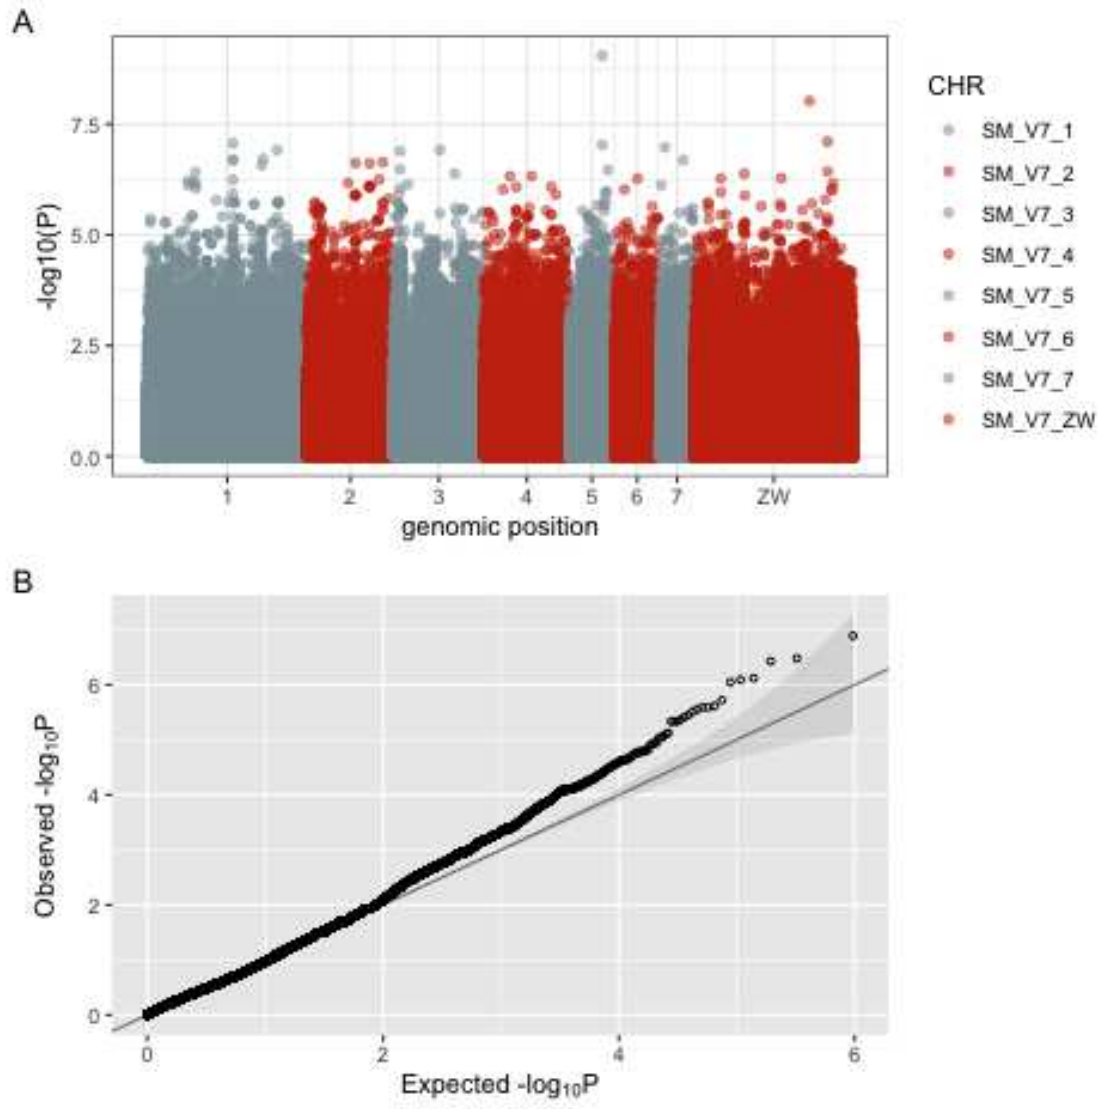 A
7.5
5.0
2.5
0.0
-log10(P)
1 2 3 4 5 6 7 ZW
genomic position
CHR
SM_V7_1
SM_V7_2
SM_V7_3
SM_V7_4
SM_V7_5
SM_V7_6
SM_V7_7
SM_V7_ZW
B
6
4
2
0
Observed -log₁₀P
0 2 4 6
Expected -log₁₀P